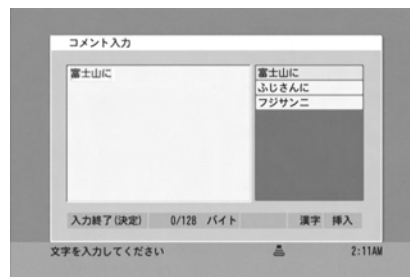 コメント入力
富士山に
富士山に
ふじさんに
フジサンニ
入力終了(決定) 0/128 バイト 漢字 挿入
文字を入力してください 2:11AM